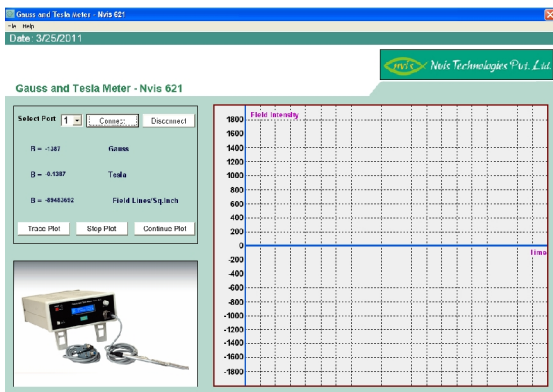 Gauss and Tesla Meter - Nvis 621
File Help
Date: 3/25/2011
nvis Nvis Technologies Pvt. Ltd.
Gauss and Tesla Meter - Nvis 621
Select Port 1 Connect Disconnect
B = -1387 Gauss
B = -0.1387 Tesla
B = -89483692 Field Lines/Sq.Inch
Trace Plot Stop Plot Continue Plot
Field Intensity
1800
1600
1400
1200
1000
800
600
400
200
0
Time
-200
-400
-600
-800
-1000
-1200
-1400
-1600
-1800